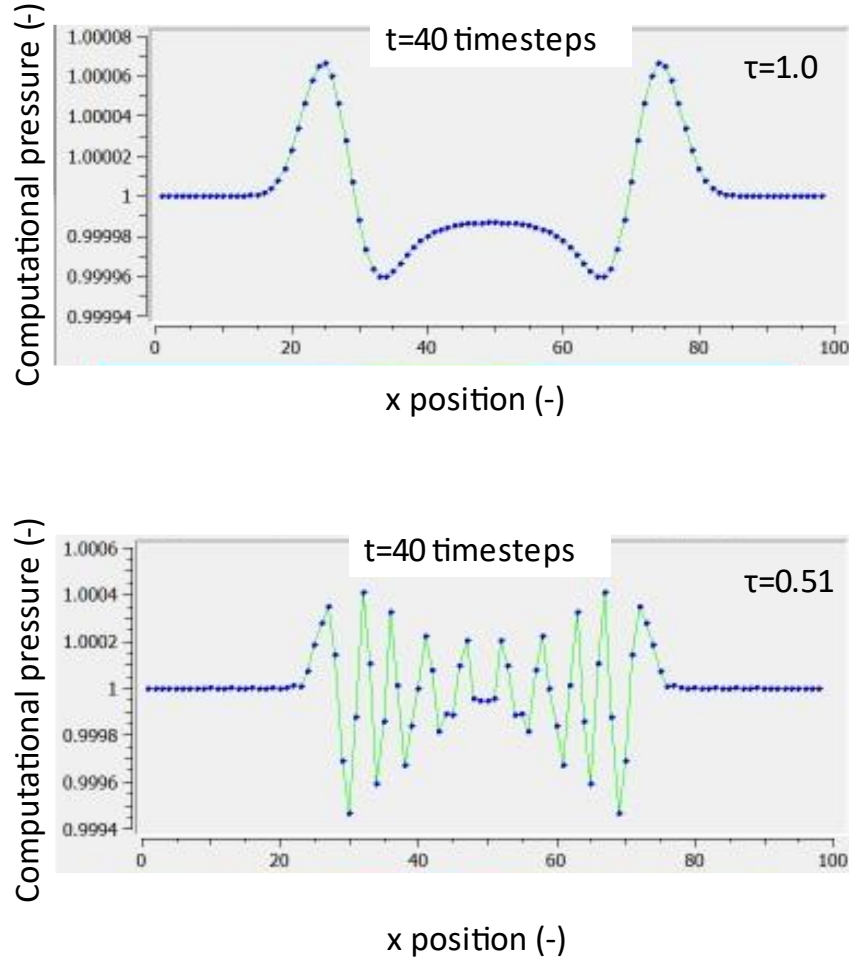 t=40 timesteps
τ=1.0
Computational pressure (-)
1.00008
1.00006
1.00004
1.00002
1
0.99998
0.99996
0.99994
0 20 40 60 80 100
x position (-)
t=40 timesteps
τ=0.51
Computational pressure (-)
1.0006
1.0004
1.0002
1
0.9998
0.9996
0.9994
0 20 40 60 80 100
x position (-)